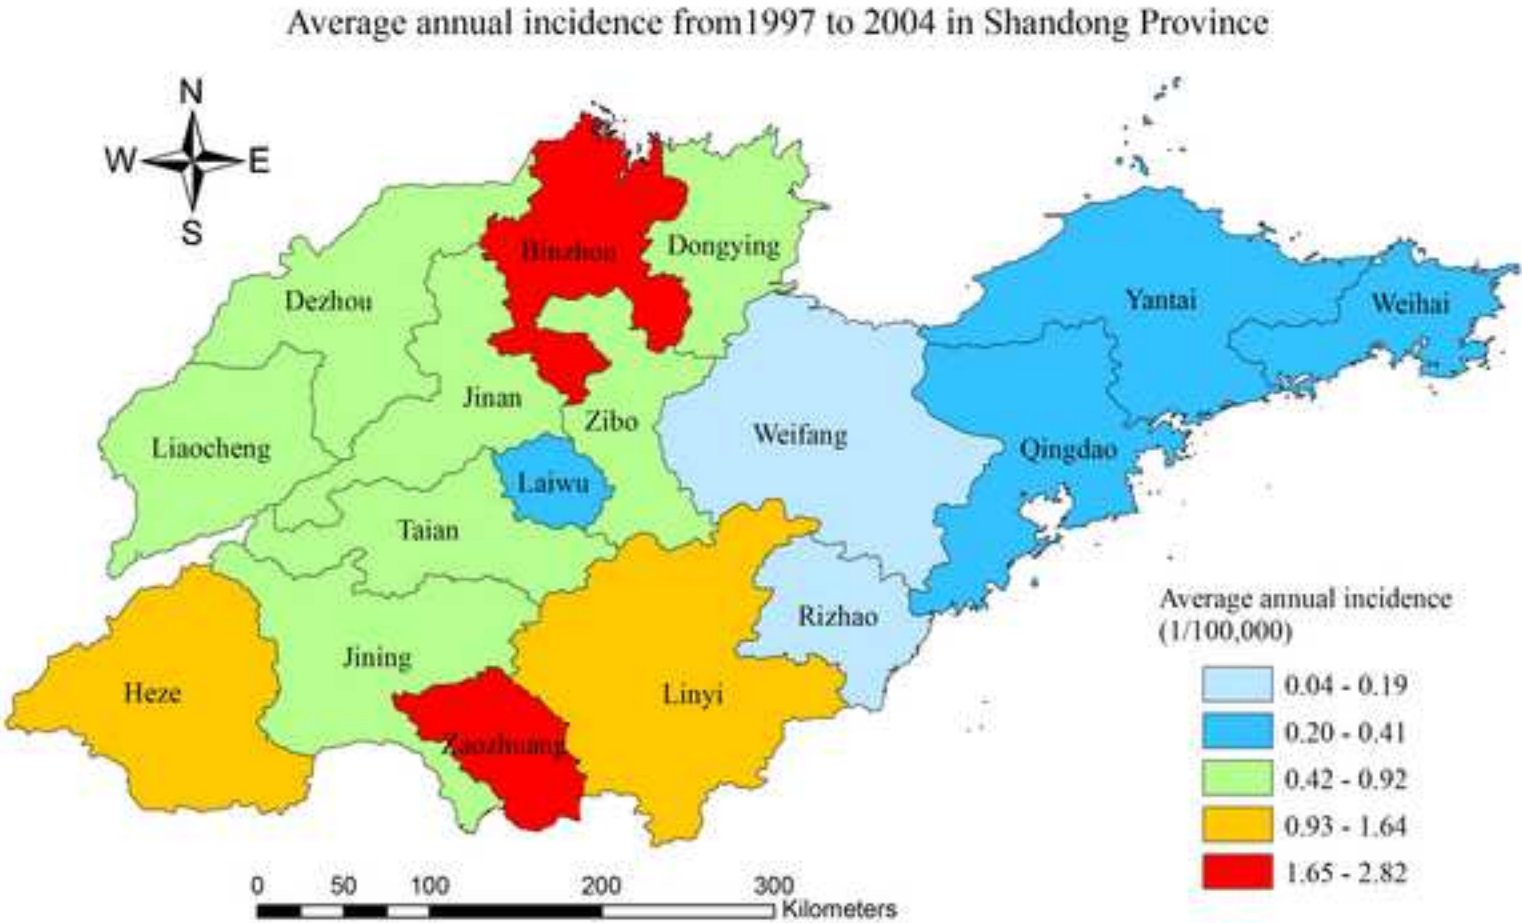 Average annual incidence from1997 to 2004 in Shandong Province
N
W E
S
Binzhou
Dongying
Dezhou
Yantai
Weihai
Jinan
Zibo
Weifang
Liaocheng
Qingdao
Laiwu
Taian
Rizhao
Jining
Heze
Linyi
Zaozhuang
Average annual incidence
(1/100,000)
0.04 - 0.19
0.20 - 0.41
0.42 - 0.92
0.93 - 1.64
1.65 - 2.82
0 50 100 200 300
Kilometers